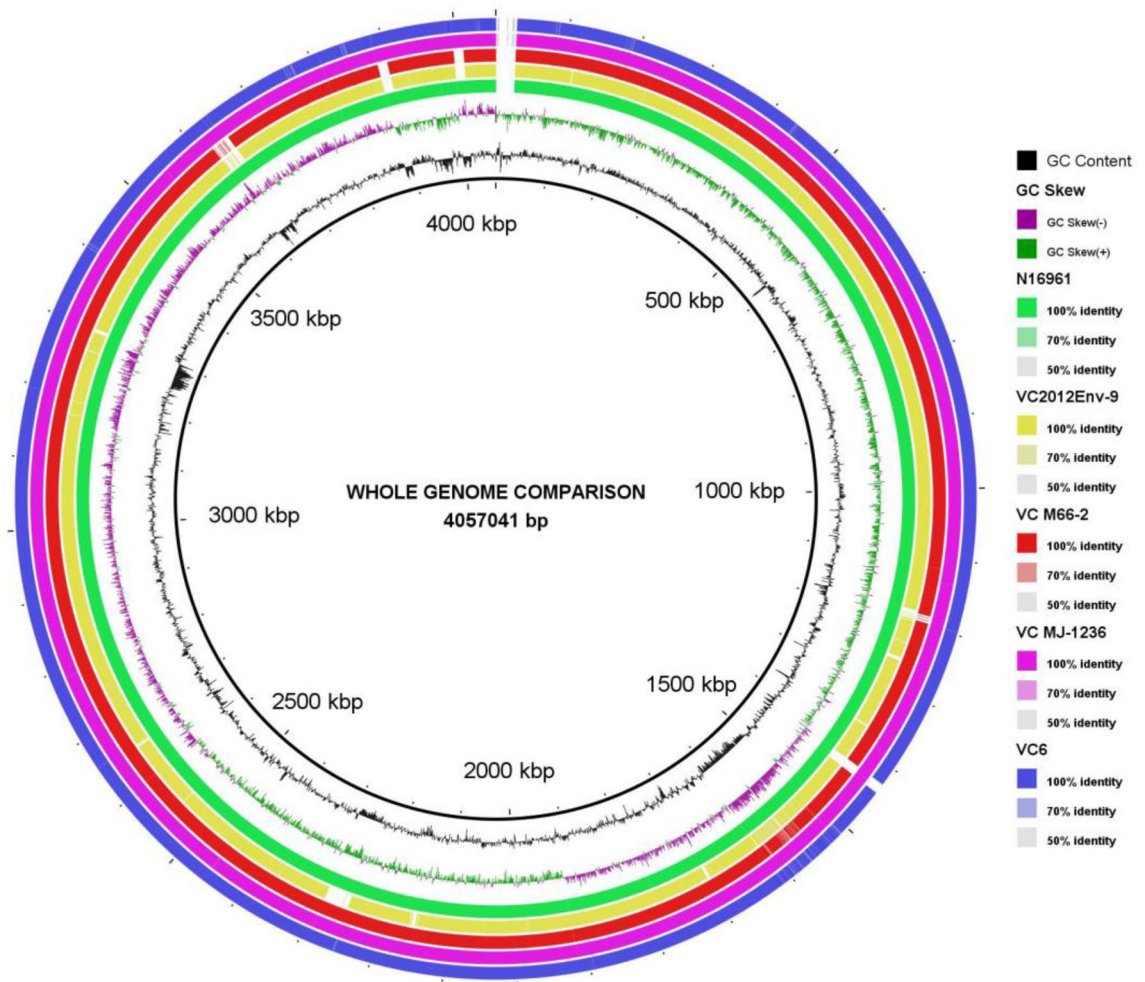 4000 kbp
500 kbp
3500 kbp
WHOLE GENOME COMPARISON
4057041 bp
1000 kbp
3000 kbp
1500 kbp
2500 kbp
2000 kbp
GC Content
GC Skew
GC Skew(-)
GC Skew(+)
N16961
100% identity
70% identity
50% identity
VC2012Env-9
100% identity
70% identity
50% identity
VC M66-2
100% identity
70% identity
50% identity
VC MJ-1236
100% identity
70% identity
50% identity
VC6
100% identity
70% identity
50% identity